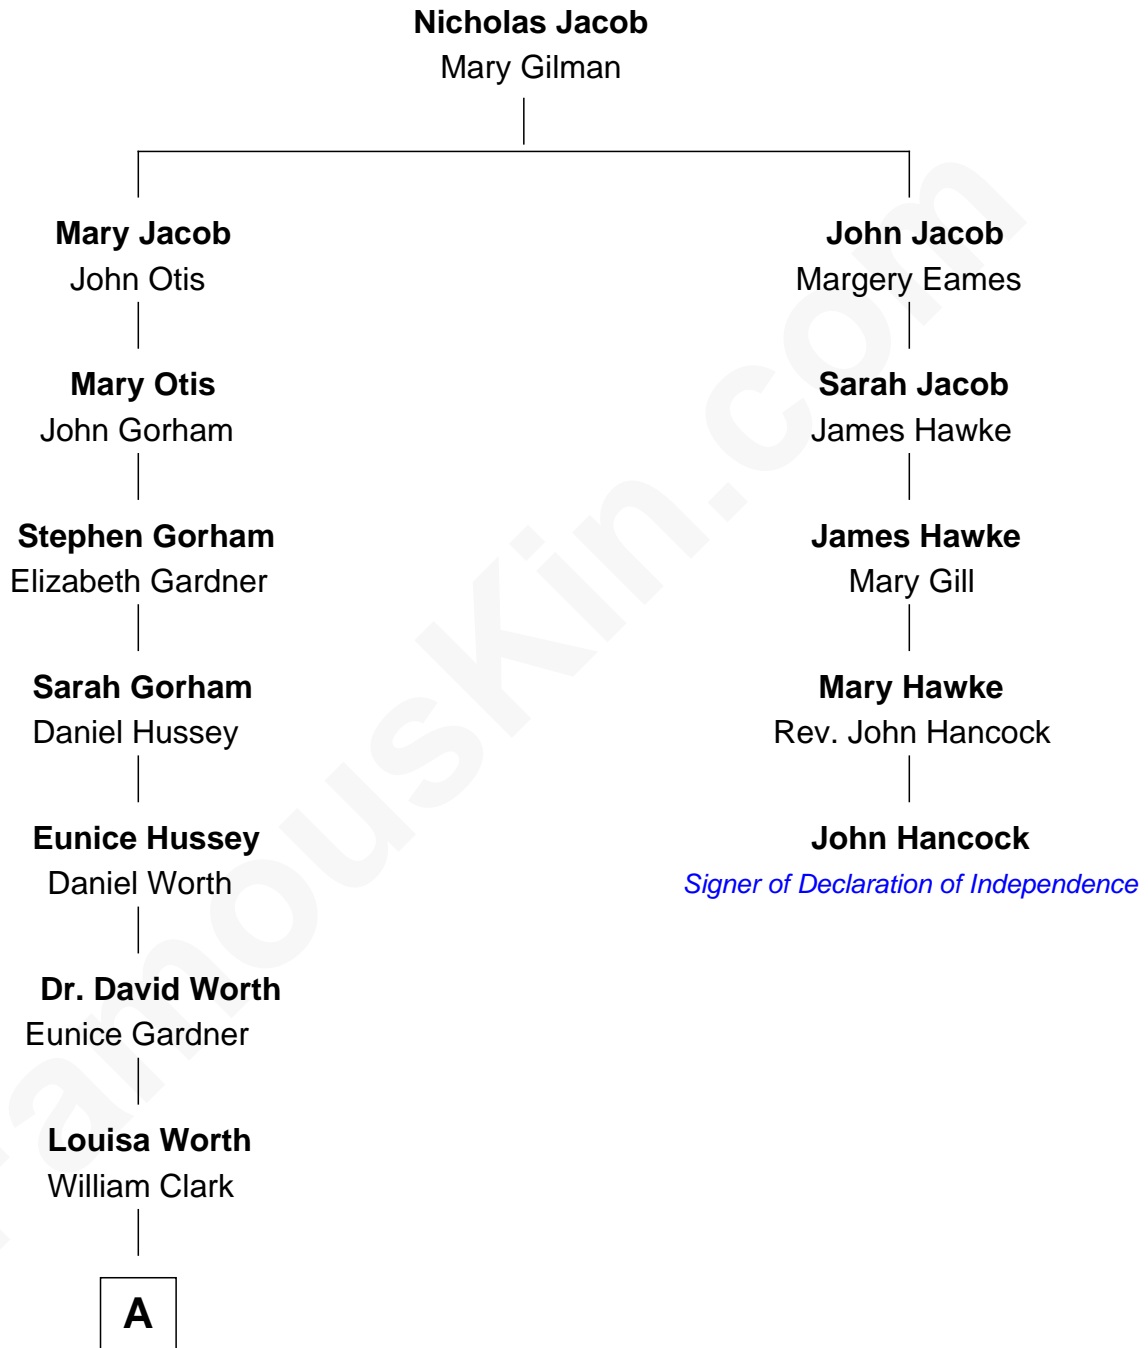 Nicholas Jacob
Mary Gilman
Mary Jacob
John Otis
John Jacob
Margery Eames
Mary Otis
John Gorham
Sarah Jacob
James Hawke
Stephen Gorham
Elizabeth Gardner
James Hawke
Mary Gill
Sarah Gorham
Daniel Hussey
Mary Hawke
Rev. John Hancock
Eunice Hussey
Daniel Worth
John Hancock
Signer of Declaration of Independence
Dr. David Worth
Eunice Gardner
Louisa Worth
William Clark
A
FamousKin.com